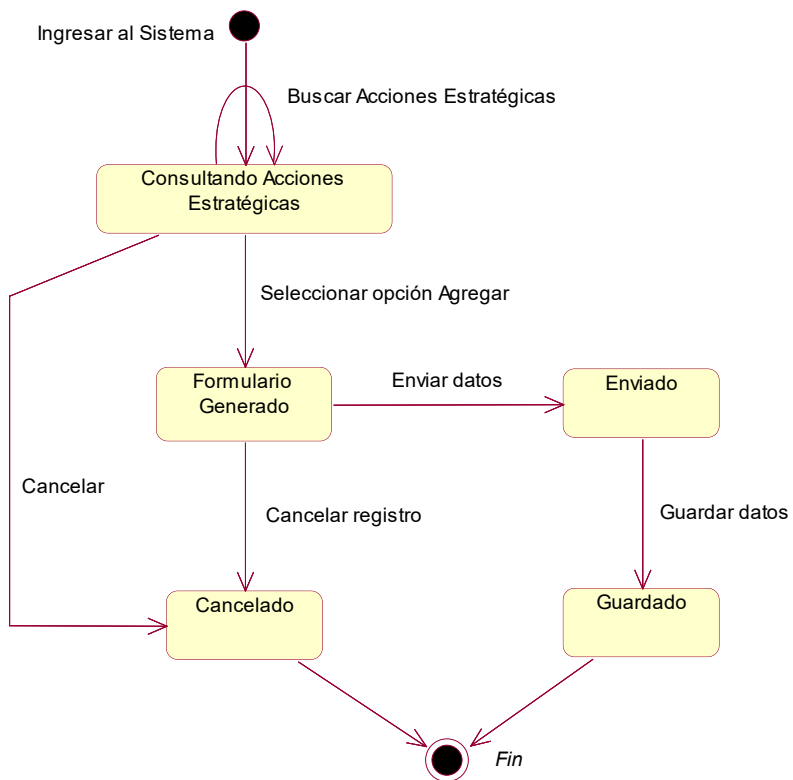 Ingresar al Sistema
Buscar Acciones Estratégicas
Consultando Acciones
Estratégicas
Seleccionar opción Agregar
Formulario
Generado
Enviar datos
Enviado
Cancelar
Cancelar registro
Guardar datos
Cancelado
Guardado
Fin